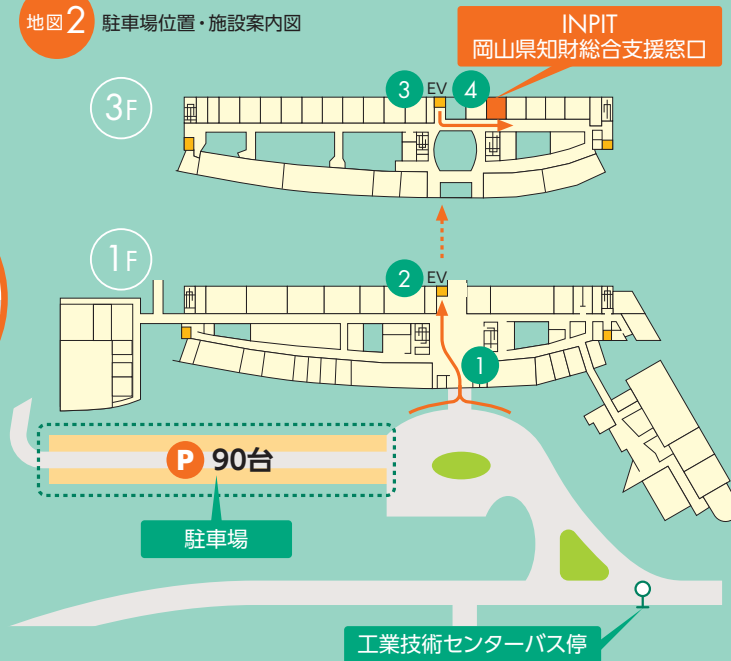 地図2 駐車場位置・施設案内図
INPIT
岡山県知財総合支援窓口
3F
3 EV 4
1F
2 EV
1
P 90台
駐車場
工業技術センターバス停